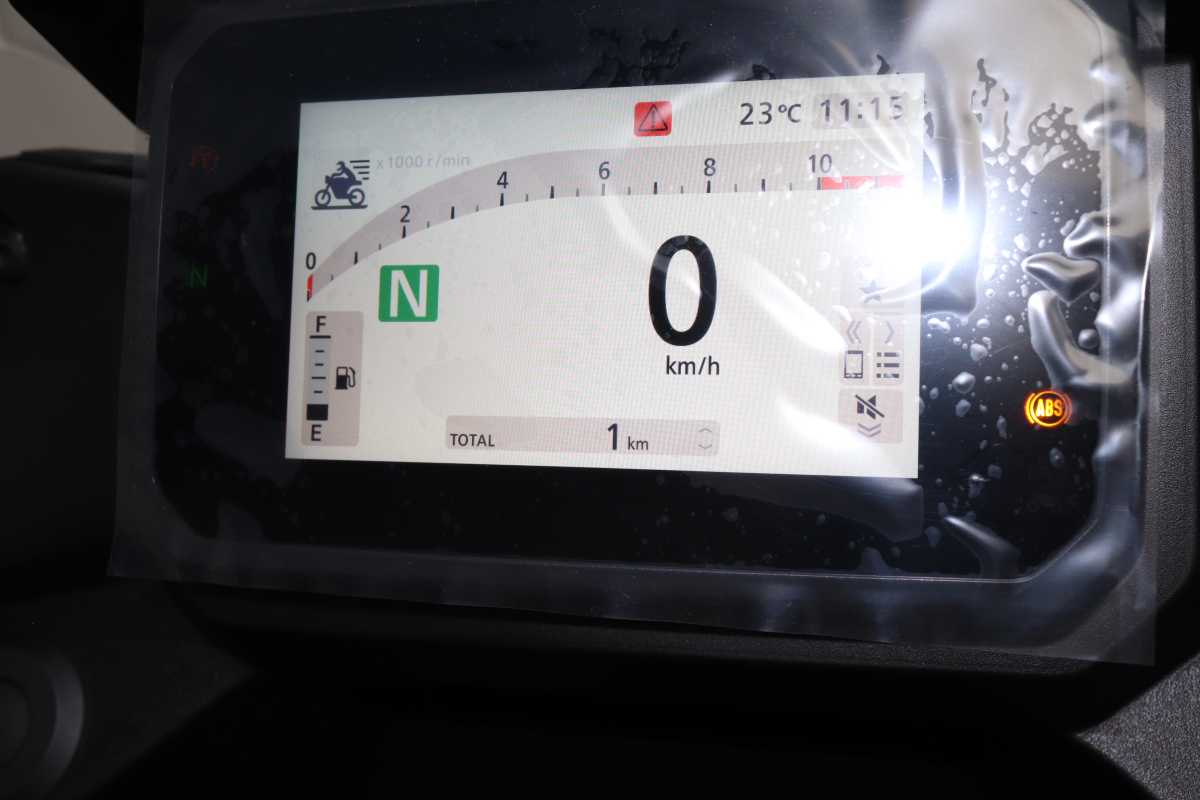 23℃ 11:15
x 1000 r/min
0 2 4 6 8 10
N
N
0
km/h
F
E
TOTAL 1 km
ABS